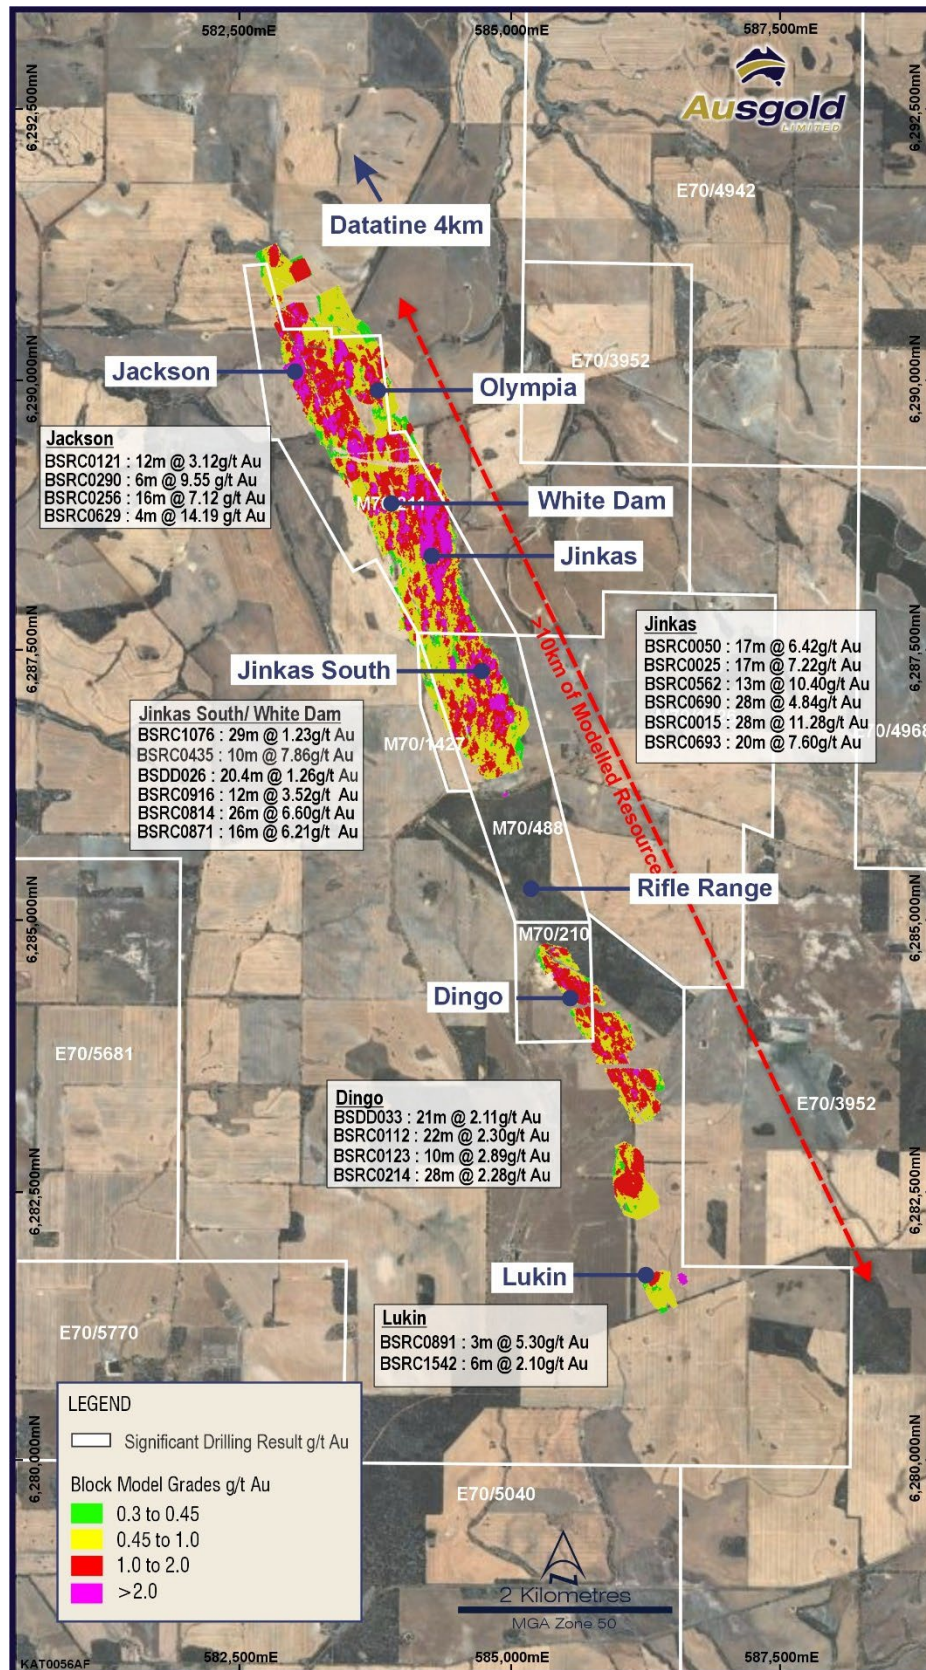 582,500mE
585,000mE
587,500mE
6,292,500mN
6,292,500mN
Ausgold
LIMITED
E70/4942
Datatine 4km
E70/3952
6,290,000mN
6,290,000mN
Jackson
Olympia
Jackson
BSRC0121 : 12m @ 3.12g/t Au
BSRC0290 : 6m @ 9.55 g/t Au
BSRC0256 : 16m @ 7.12 g/t Au
BSRC0629 : 4m @ 14.19 g/t Au
White Dam
Jinkas
>10km of Modelled Resource
6,287,500mN
6,287,500mN
Jinkas
BSRC0050 : 17m @ 6.42g/t Au
BSRC0025 : 17m @ 7.22g/t Au
BSRC0562 : 13m @ 10.40g/t Au
BSRC0690 : 28m @ 4.84g/t Au
BSRC0015 : 28m @ 11.28g/t Au
BSRC0693 : 20m @ 7.60g/t Au
E70/4968
Jinkas South
Jinkas South/ White Dam
BSRC1076 : 29m @ 1.23g/t Au
BSRC0435 : 10m @ 7.86g/t Au
BSDD026 : 20.4m @ 1.26g/t Au
BSRC0916 : 12m @ 3.52g/t Au
BSRC0814 : 26m @ 6.60g/t Au
BSRC0871 : 16m @ 6.21g/t Au
M70/1427
M70/488
Rifle Range
6,285,000mN
6,285,000mN
M70/210
Dingo
E70/5681
E70/3952
Dingo
BSDD033 : 21m @ 2.11g/t Au
BSRC0112 : 22m @ 2.30g/t Au
BSRC0123 : 10m @ 2.89g/t Au
BSRC0214 : 28m @ 2.28g/t Au
6,282,500mN
6,282,500mN
Lukin
Lukin
BSRC0891 : 3m @ 5.30g/t Au
BSRC1542 : 6m @ 2.10g/t Au
E70/5770
LEGEND
Significant Drilling Result g/t Au
Block Model Grades g/t Au
0.3 to 0.45
0.45 to 1.0
1.0 to 2.0
>2.0
6,280,000mN
6,280,000mN
E70/5040
2 Kilometres
MGA Zone 50
KAT0056AF
582,500mE
585,000mE
587,500mE